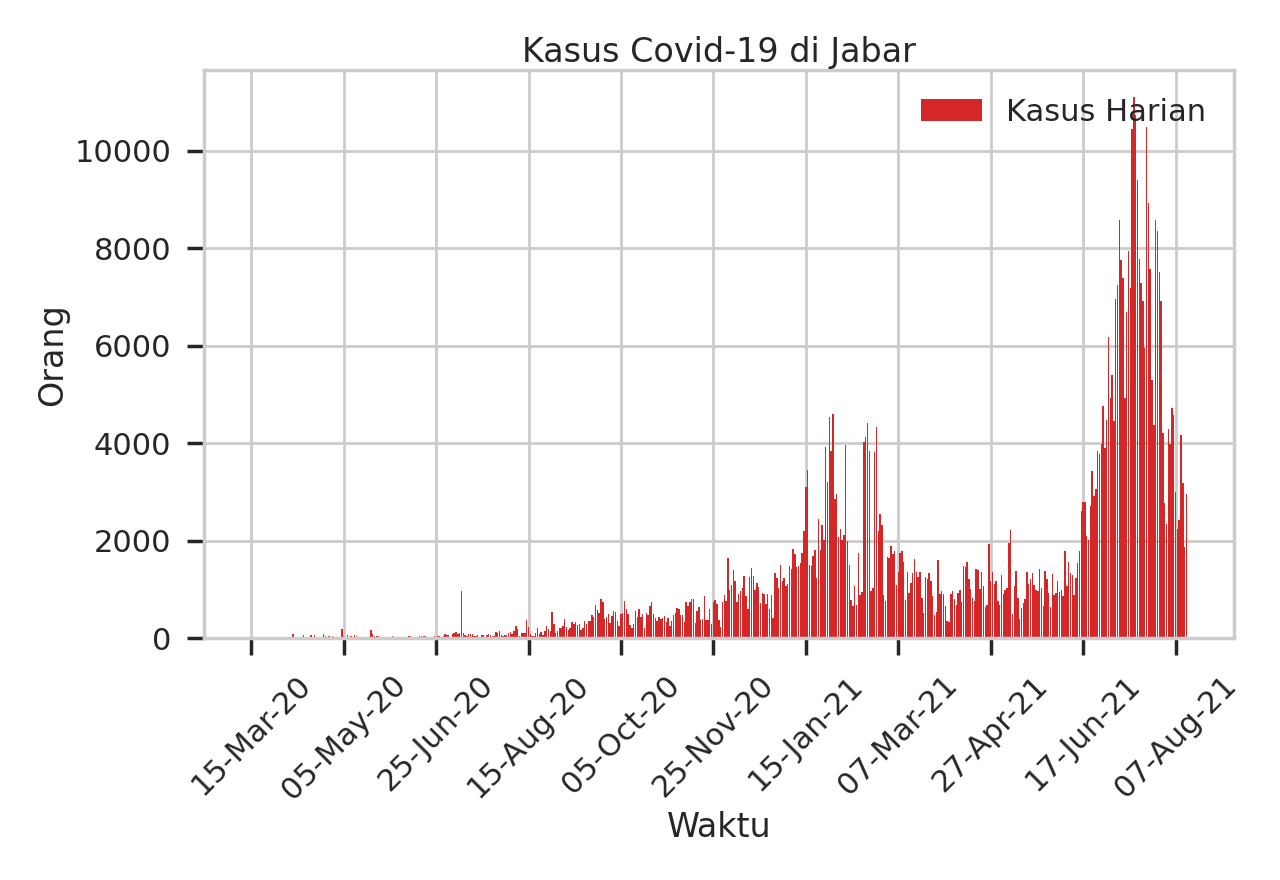 Kasus Covid-19 di Jabar
Kasus Harian
10000
8000
6000
4000
2000
0
Orang
15-Mar-20
05-May-20
25-Jun-20
15-Aug-20
05-Oct-20
25-Nov-20
15-Jan-21
07-Mar-21
27-Apr-21
17-Jun-21
07-Aug-21
Waktu